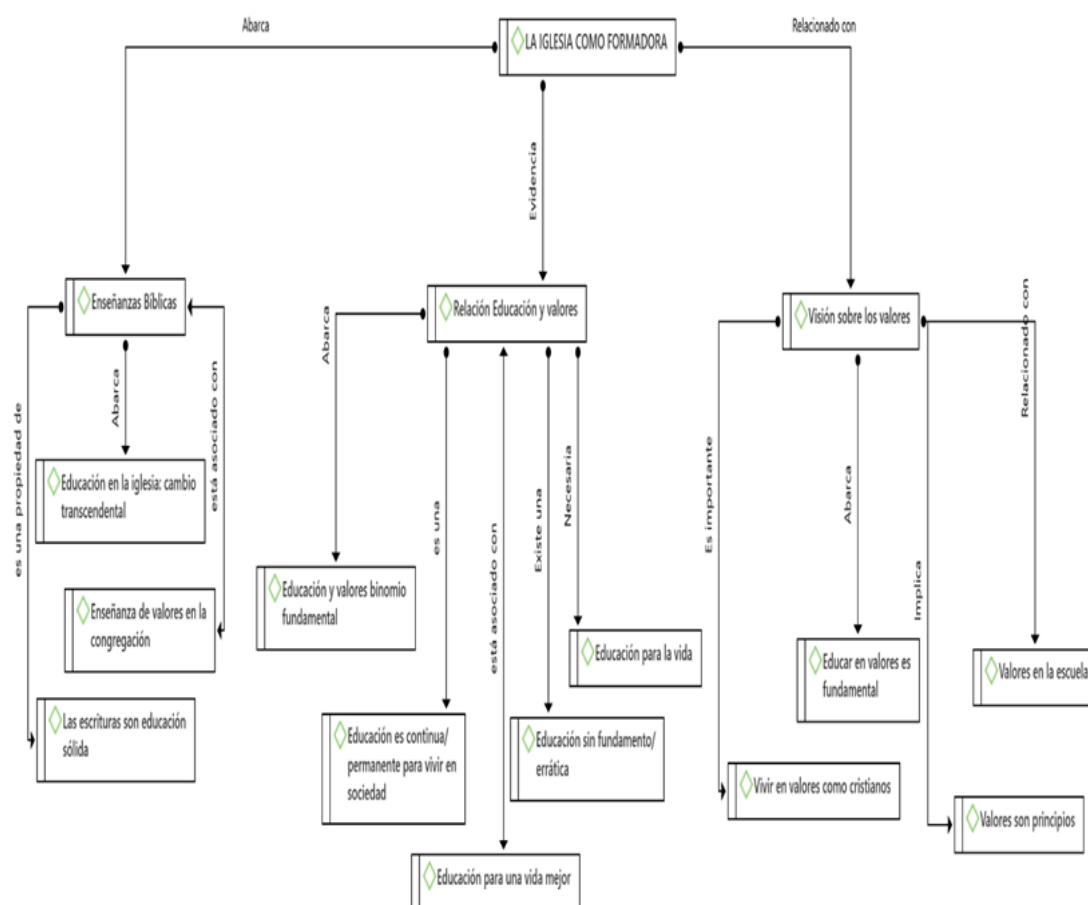 Abarca
LA IGLESIA COMO FORMADORA
Relacionado con
Evidencia
Enseñanzas Bíblicas
Relación Educación y valores
Visión sobre los valores
es una propiedad de
Abarca
está asociado con
Abarca
es una
está asociado con
Existe una
Necesaria
Es importante
Abarca
Implica
Relacionado con
Educación en la iglesia: cambio
transcendental
Enseñanza de valores en la
congregación
Las escrituras son educación
sólida
Educación y valores binomio
fundamental
Educación es continua/
permanente para vivir en
sociedad
Educación para una vida mejor
Educación sin fundamento/
errática
Educación para la vida
Vivir en valores como cristianos
Educar en valores es
fundamental
Valores son principios
Valores en la escuela